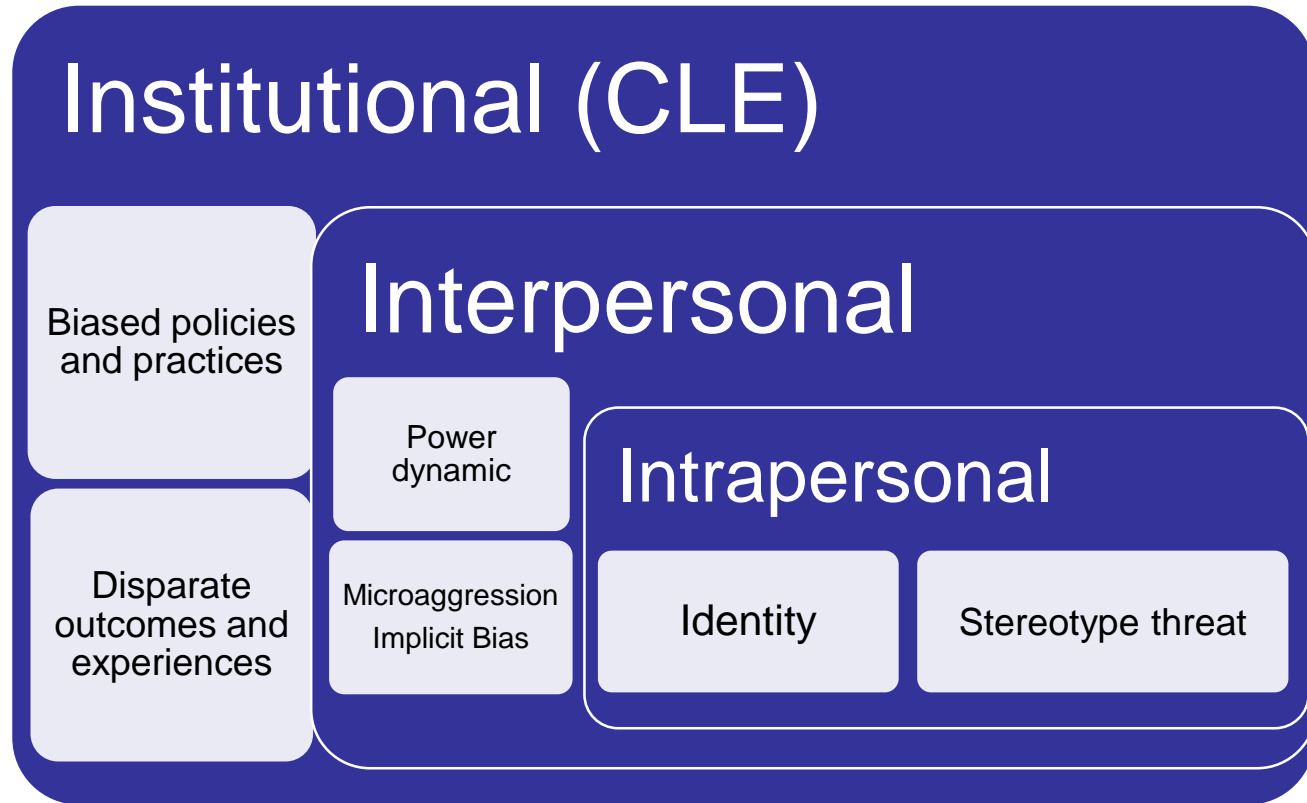 Institutional (CLE)
Biased policies
and practices
Disparate
outcomes and
experiences
Interpersonal
Power
dynamic
Microaggression
Implicit Bias
Intrapersonal
Identity
Stereotype threat